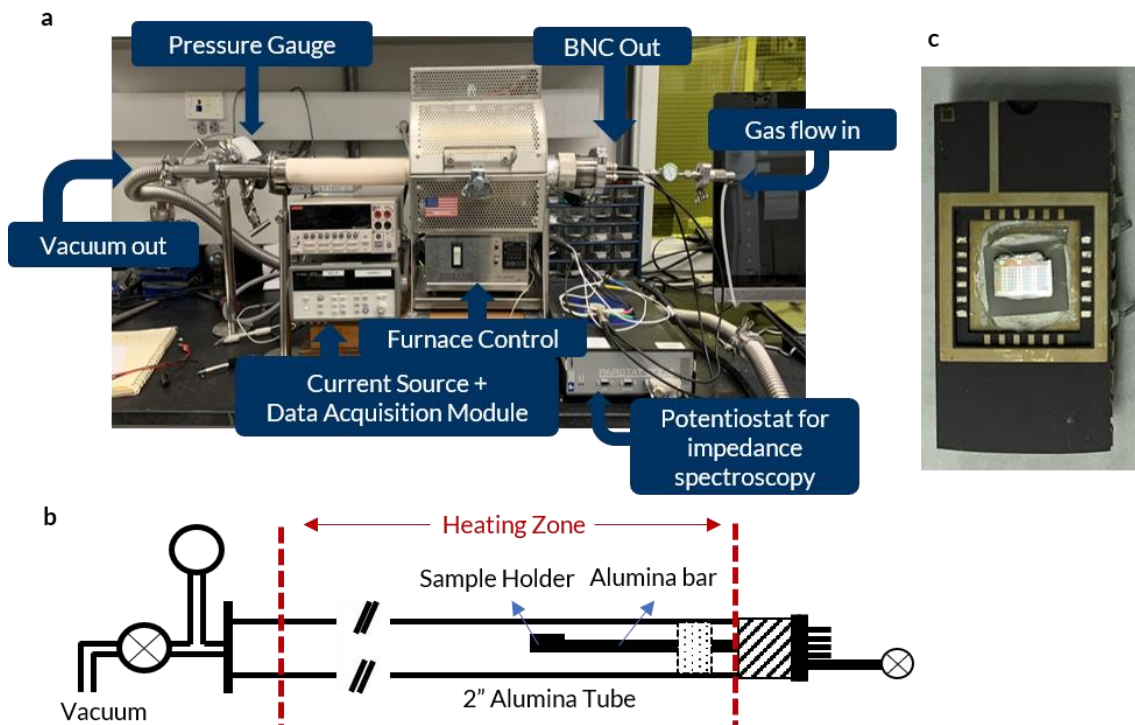 a
Pressure Gauge
BNC Out
c
Gas flow in
Vacuum out
Furnace Control
Current Source +
Data Acquisition Module
PARSTAT
Potentiostat for
impedance
spectroscopy
b
Heating Zone
Sample Holder
Alumina bar
2” Alumina Tube
Vacuum